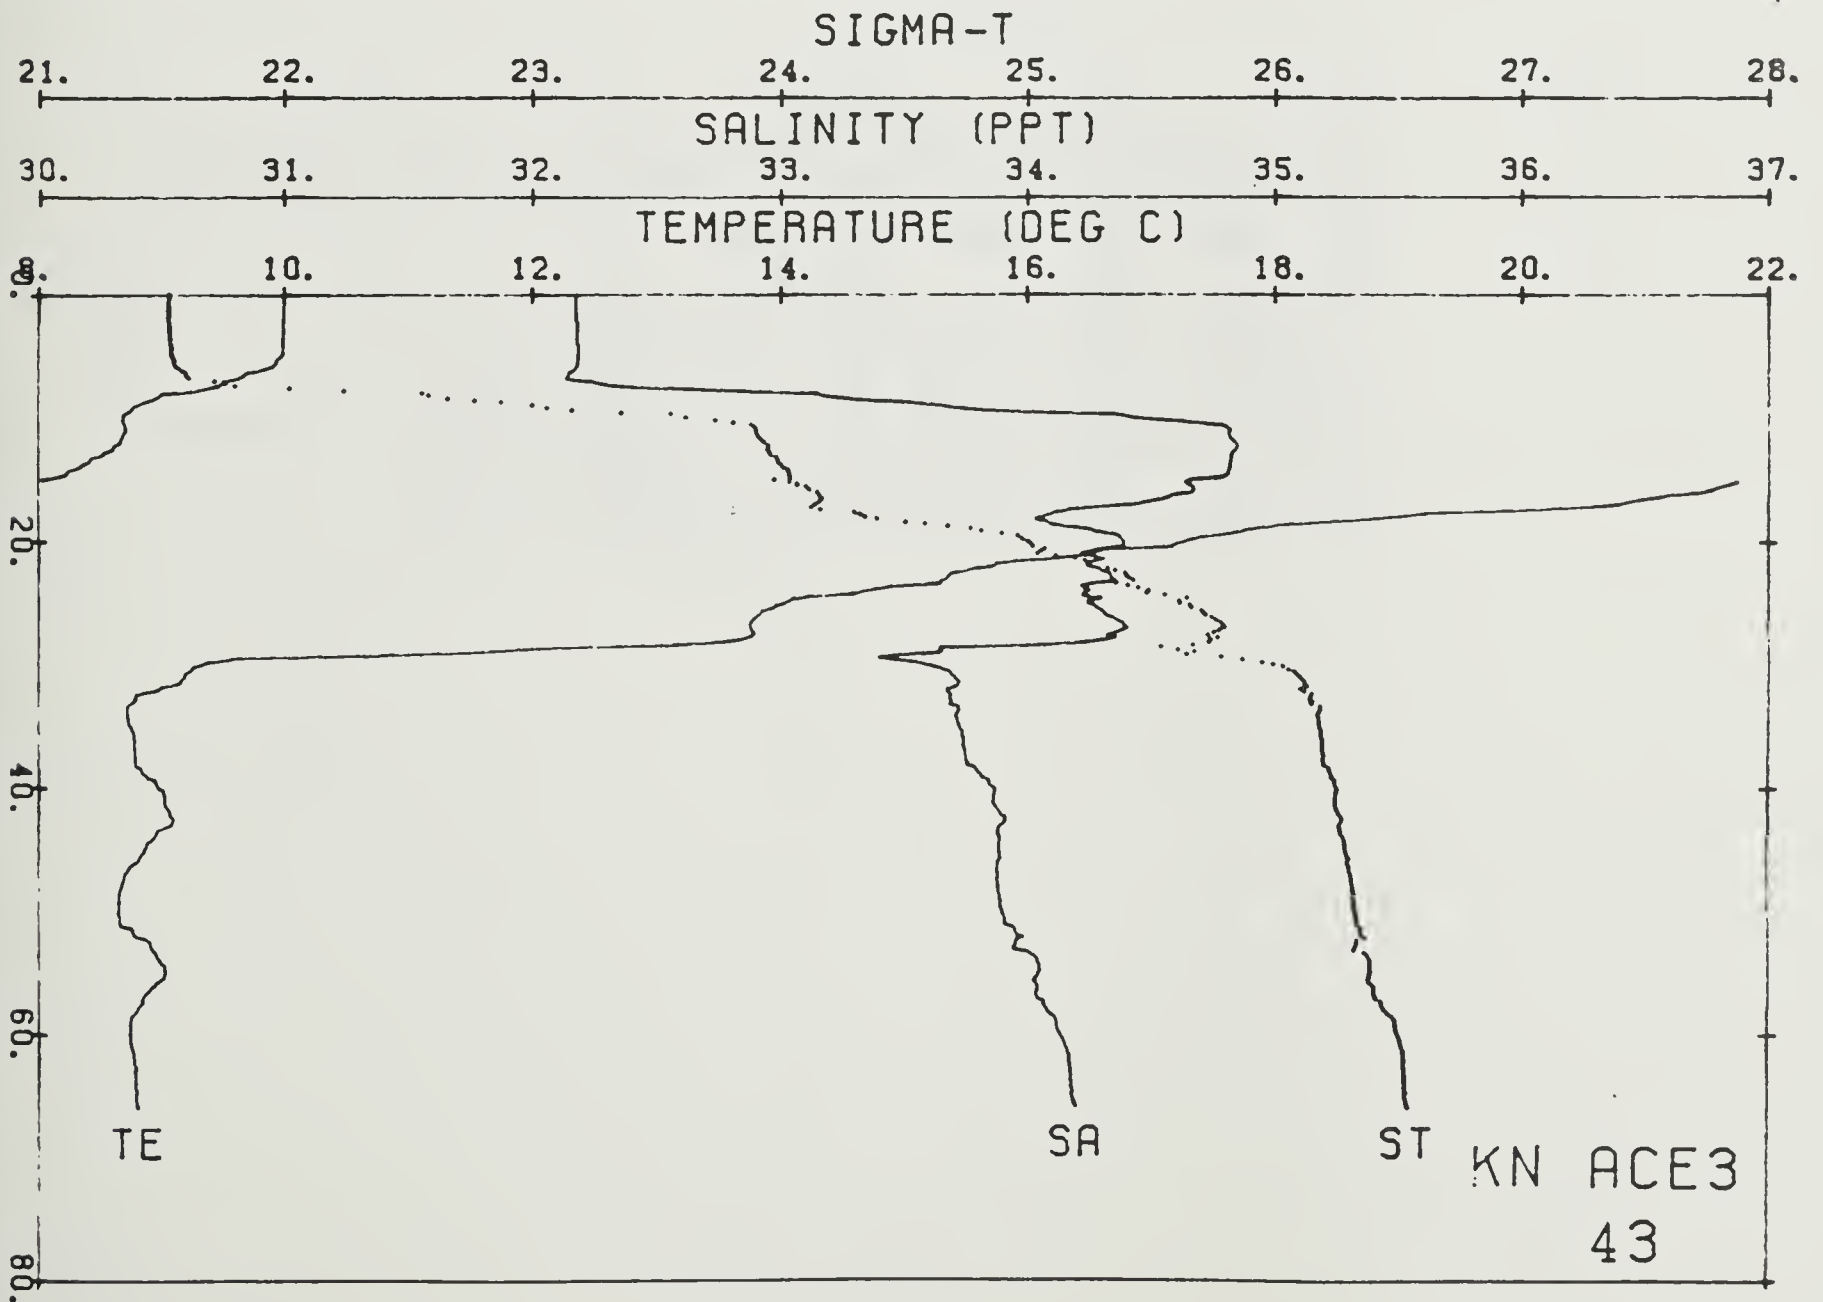 SIGMA-T
21. 22. 23. 24. 25. 26. 27. 28.
SALINITY (PPT)
30. 31. 32. 33. 34. 35. 36. 37.
TEMPERATURE (DEG C)
8. 10. 12. 14. 16. 18. 20. 22.
0.
20.
40.
60.
80.
TE
SA
ST
KN ACE3
43